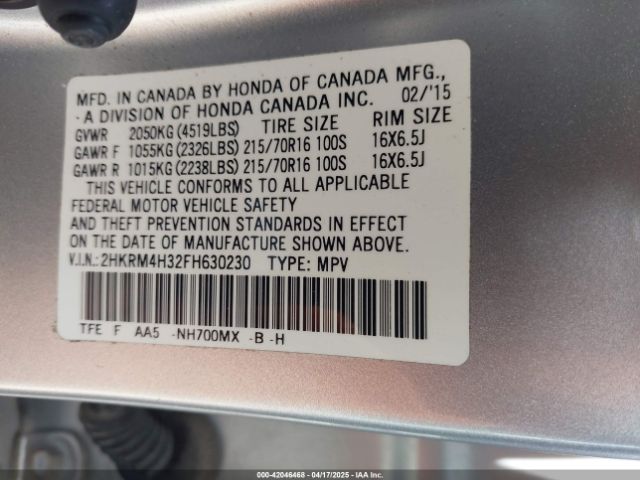 MFD. IN CANADA BY HONDA OF CANADA MFG.,
A DIVISION OF HONDA CANADA INC. 02/'15
GVWR 2050KG (4519LBS) TIRE SIZE RIM SIZE
GAWR F 1055KG (2326LBS) 215/70R16 100S 16X6.5J
GAWR R 1015KG (2238LBS) 215/70R16 100S 16X6.5J
THIS VEHICLE CONFORMS TO ALL APPLICABLE
FEDERAL MOTOR VEHICLE SAFETY
AND THEFT PREVENTION STANDARDS IN EFFECT
ON THE DATE OF MANUFACTURE SHOWN ABOVE.
V.I.N.: 2HKRM4H32FH630230 TYPE: MPV
TFE F AA5 -NH700MX -B -H
000-42046468 - 04/17/2025 - IAA Inc.